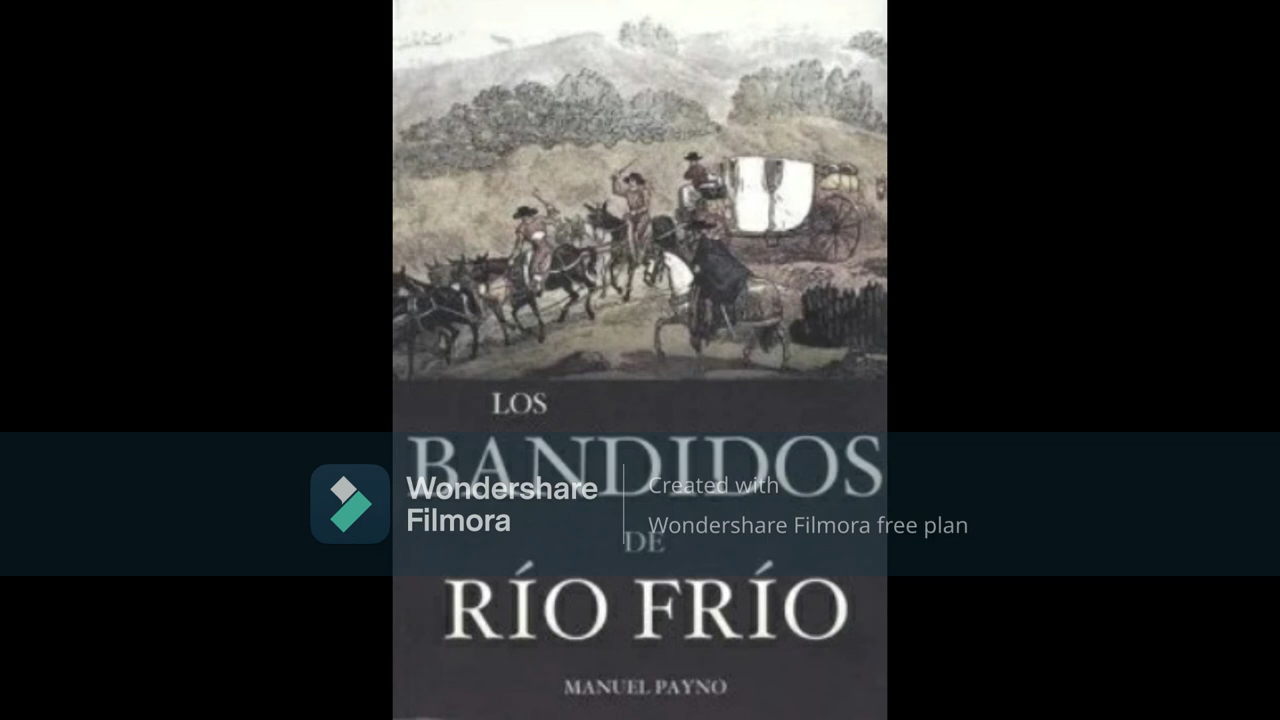 LOS
BANDIDOS
Wondershare
Filmora
Created with
Wondershare Filmora free plan
DE
RÍO FRÍO
MANUEL PAYNO